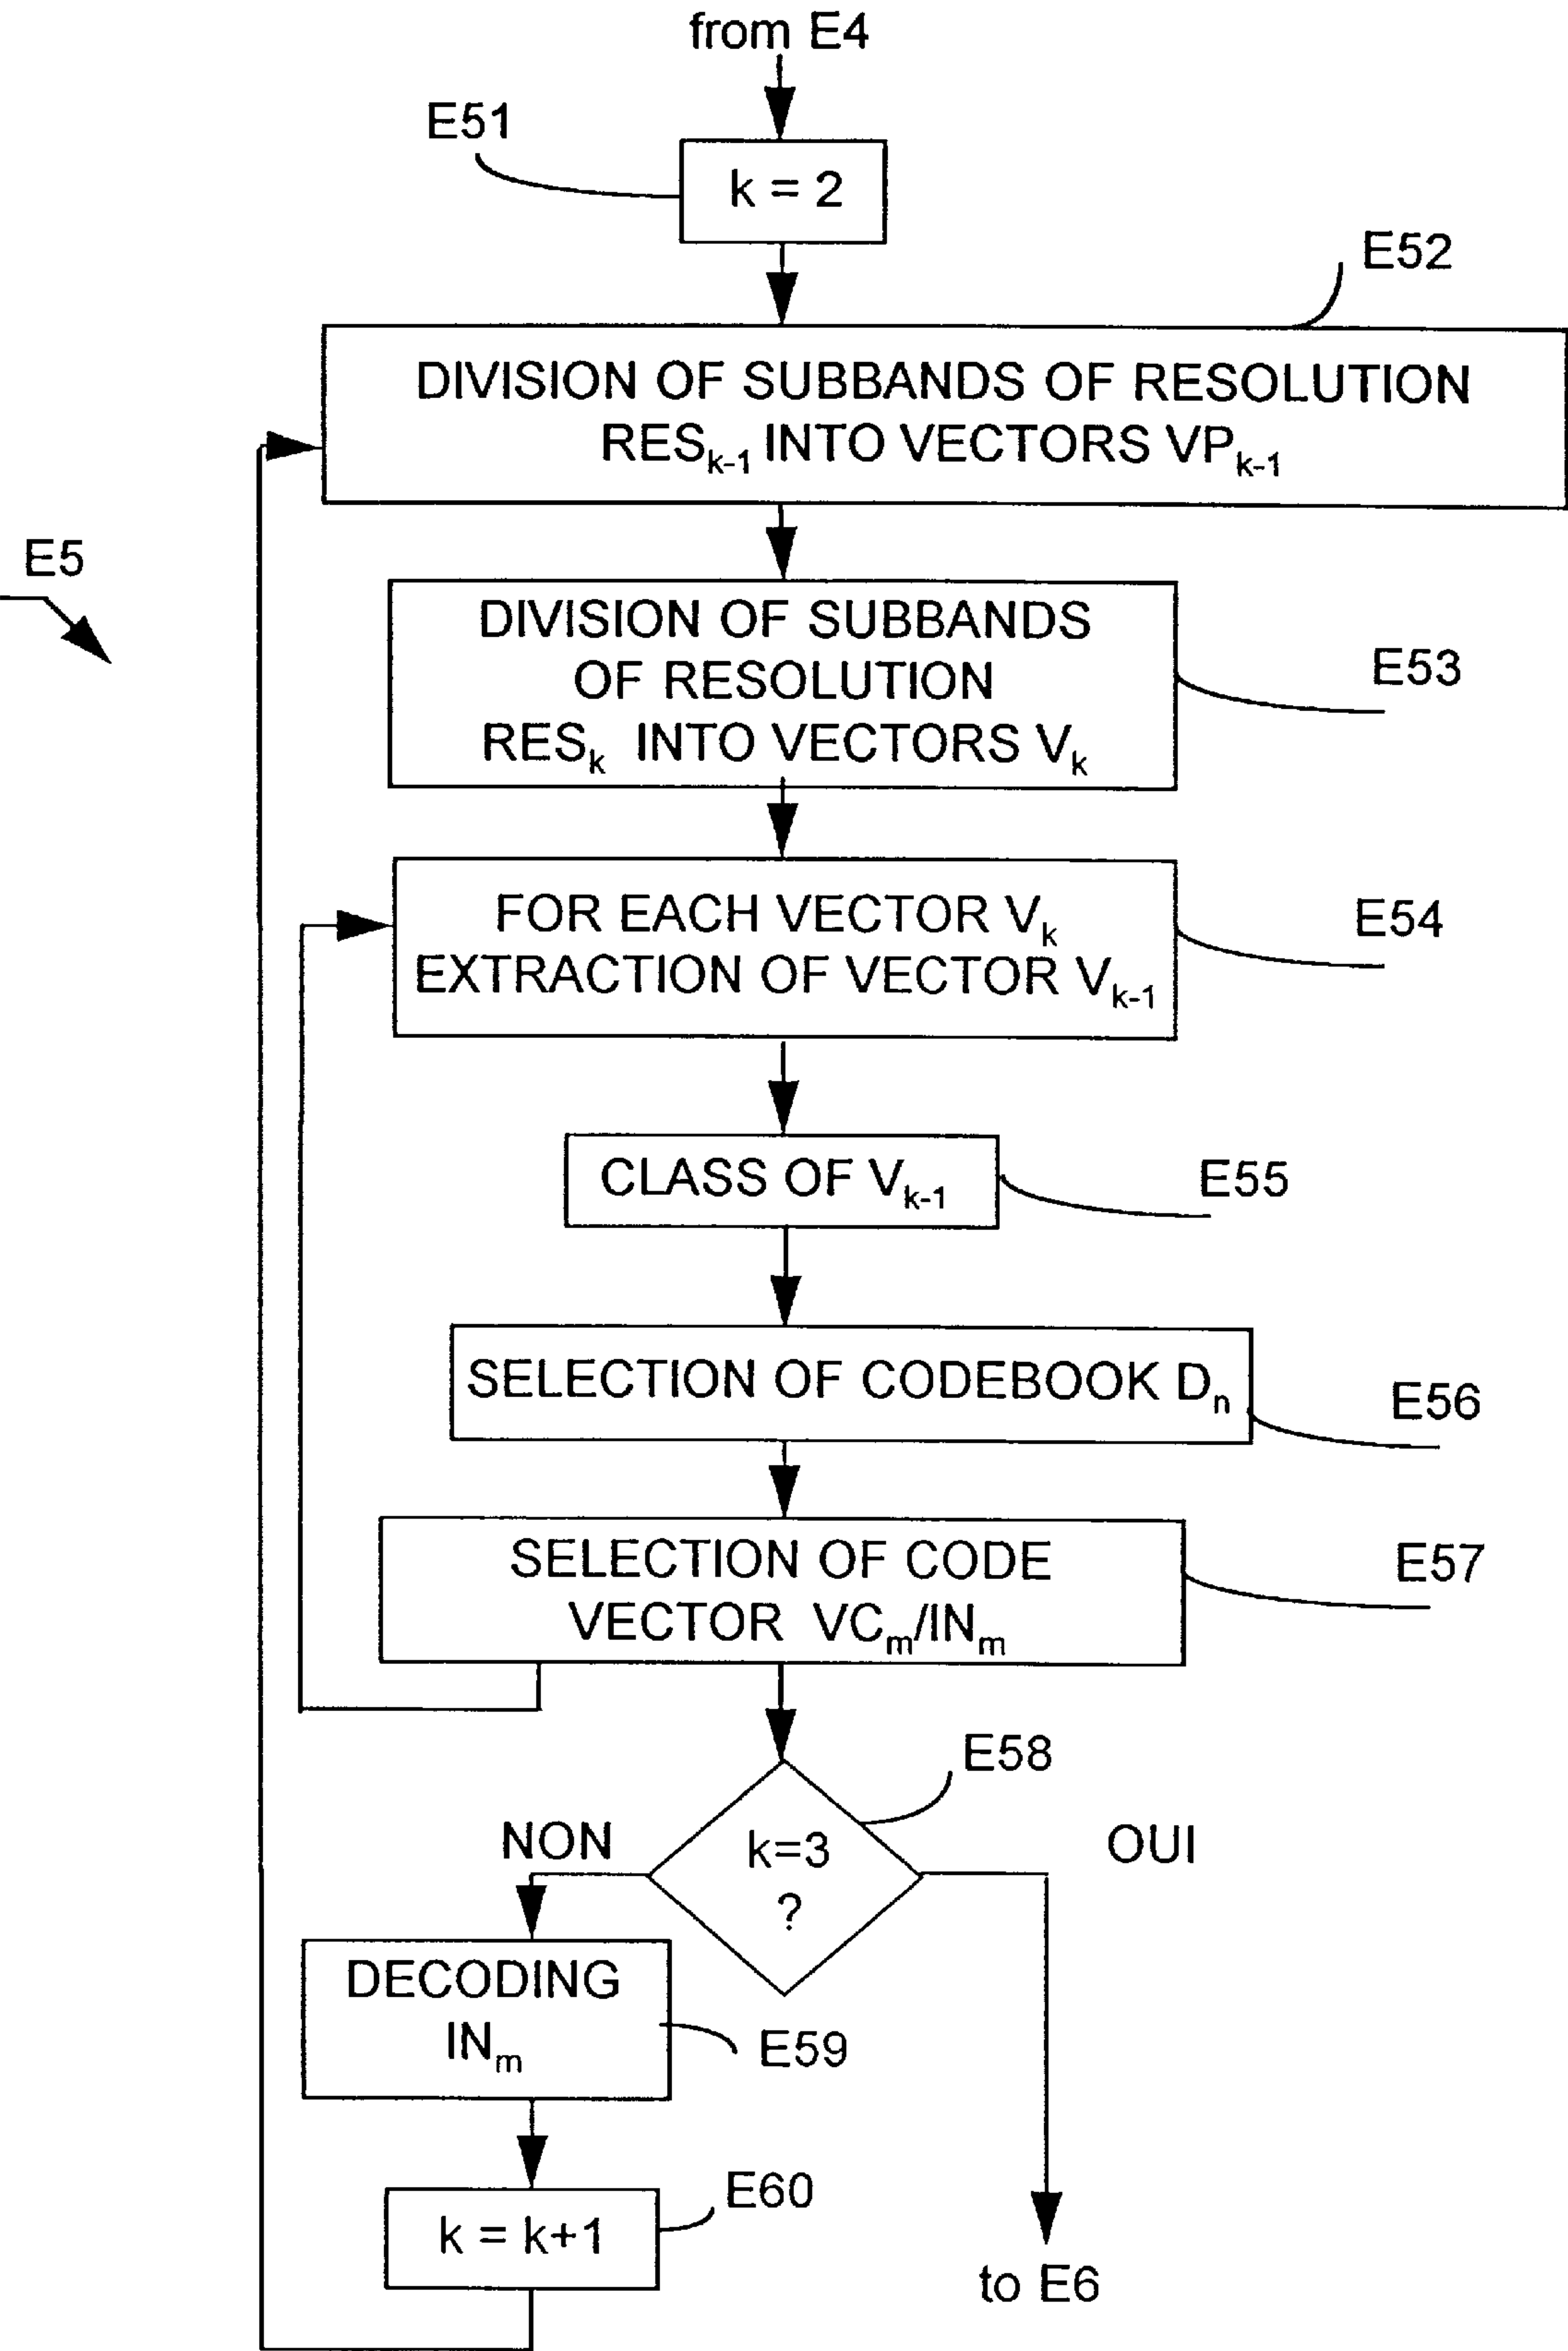 from E4
E51
k = 2
E52
DIVISION OF SUBBANDS OF RESOLUTION
RESₖ₋₁ INTO VECTORS VPₖ₋₁
E5
DIVISION OF SUBBANDS
OF RESOLUTION
RESₖ INTO VECTORS Vₖ
E53
FOR EACH VECTOR Vₖ
EXTRACTION OF VECTOR Vₖ₋₁
E54
CLASS OF Vₖ₋₁
E55
SELECTION OF CODEBOOK Dₙ
E56
SELECTION OF CODE
VECTOR VCₘ/INₘ
E57
E58
NON
k=3
?
OUI
DECODING
INₘ
E59
E60
k = k+1
to E6